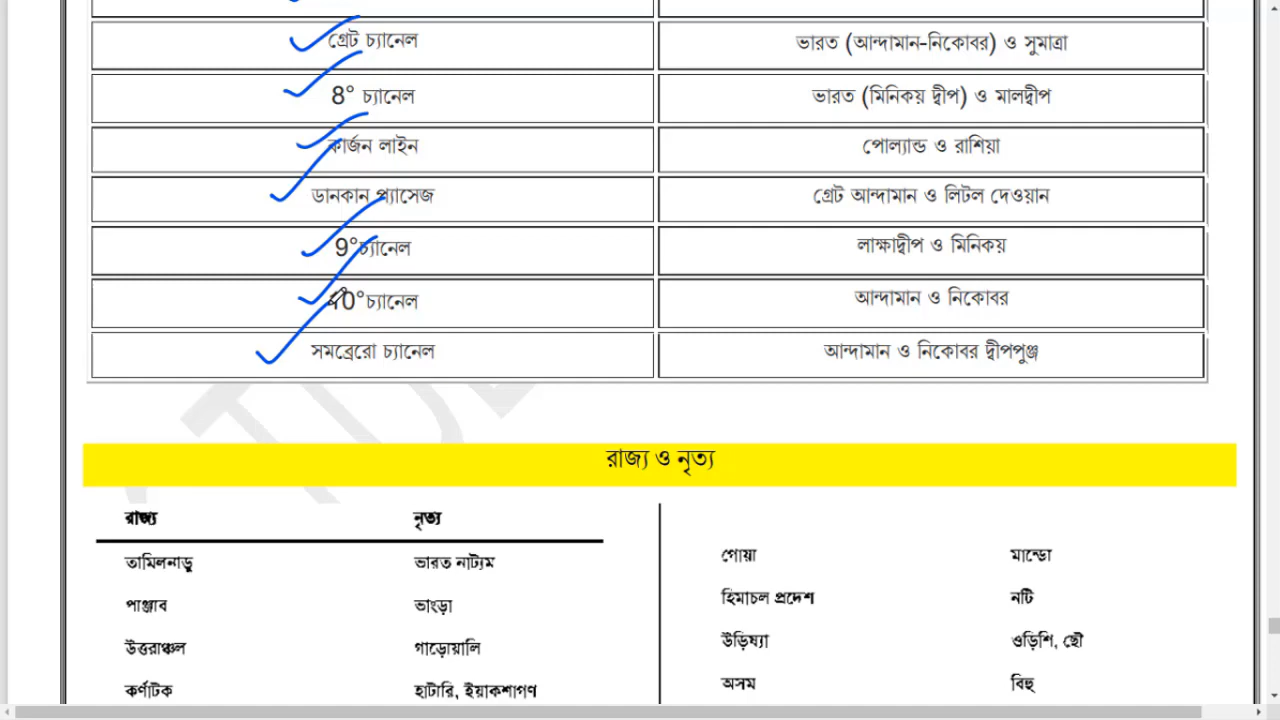 গ্রেট চ্যানেল ভারত (আন্দামান-নিকোবর) ও সুমাত্রা
8° চ্যানেল ভারত (মিনিকয় দ্বীপ) ও মালদ্বীপ
কার্জন লাইন পোল্যান্ড ও রাশিয়া
ডানকান প্যাসেজ গ্রেট আন্দামান ও লিটল দেওয়ান
9°চ্যানেল লাক্ষাদ্বীপ ও মিনিকয়
10°চ্যানেল আন্দামান ও নিকোবর
সমব্রেরো চ্যানেল আন্দামান ও নিকোবর দ্বীপপুঞ্জ
রাজ্য ও নৃত্য
রাজ্য নৃত্য
তামিলনাড়ু ভারত নাট্যম
পাঞ্জাব ভাংড়া
উত্তরাঞ্চল গাড়োয়ালি
কর্ণাটক হাটারি, ইয়াকশাগণ
গোয়া মান্ডো
হিমাচল প্রদেশ নটি
উড়িষ্যা ওড়িশি, ছৌ
অসম বিহু